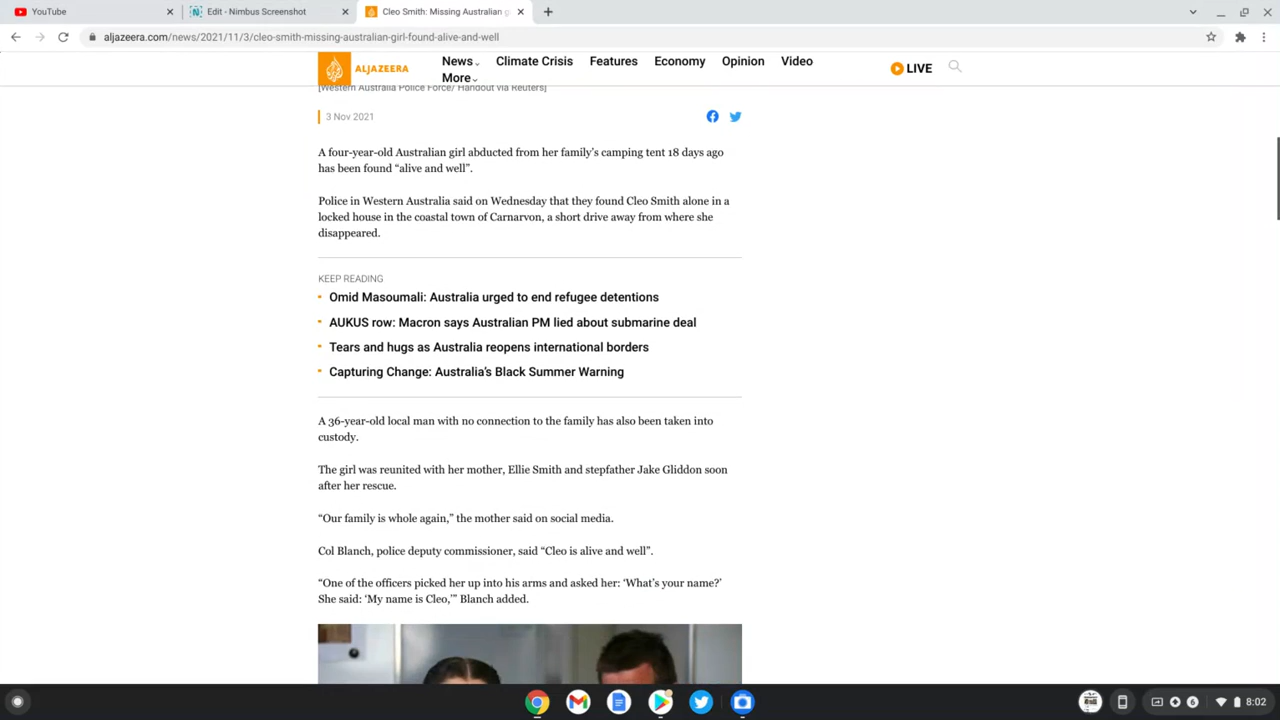 YouTube
Edit - Nimbus Screenshot
Cleo Smith: Missing Australian g
aljazeera.com/news/2021/11/3/cleo-smith-missing-australian-girl-found-alive-and-well
ALJAZEERA
News
Climate Crisis
Features
Economy
Opinion
Video
More
LIVE
[Western Australia Police Force/ Handout via Reuters]
3 Nov 2021
A four-year-old Australian girl abducted from her family’s camping tent 18 days ago
has been found “alive and well”.
Police in Western Australia said on Wednesday that they found Cleo Smith alone in a
locked house in the coastal town of Carnarvon, a short drive away from where she
disappeared.
KEEP READING
Omid Masoumali: Australia urged to end refugee detentions
AUKUS row: Macron says Australian PM lied about submarine deal
Tears and hugs as Australia reopens international borders
Capturing Change: Australia’s Black Summer Warning
A 36-year-old local man with no connection to the family has also been taken into
custody.
The girl was reunited with her mother, Ellie Smith and stepfather Jake Gliddon soon
after her rescue.
“Our family is whole again,” the mother said on social media.
Col Blanch, police deputy commissioner, said “Cleo is alive and well”.
“One of the officers picked her up into his arms and asked her: ‘What’s your name?’
She said: ‘My name is Cleo,’” Blanch added.
6
8:02